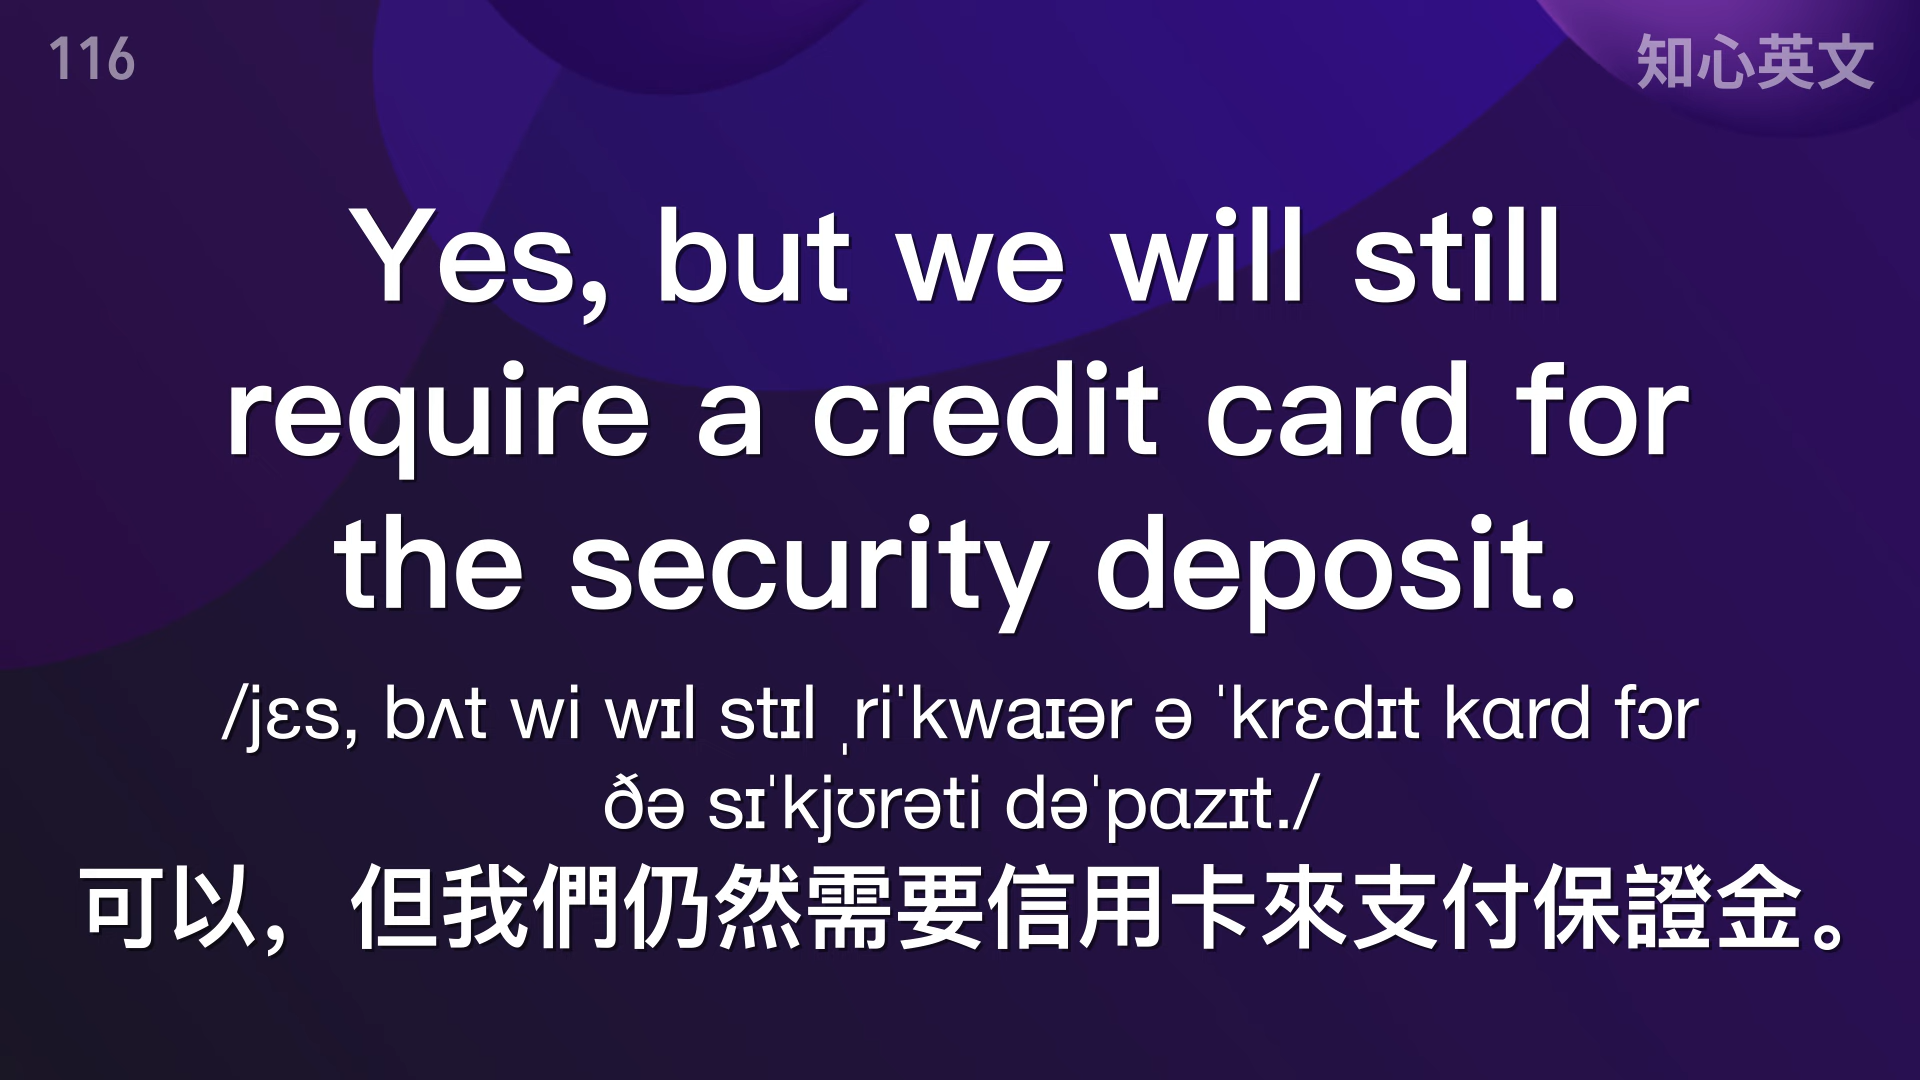 116
知心英文
Yes, but we will still
require a credit card for
the security deposit.
/jɛs, bʌt wi wɪl stɪl ˌriˈkwaɪər ə ˈkrɛdɪt kɑrd fɔr
ðə sɪˈkjʊrəti dəˈpɑzɪt./
可以，但我們仍然需要信用卡來支付保證金。